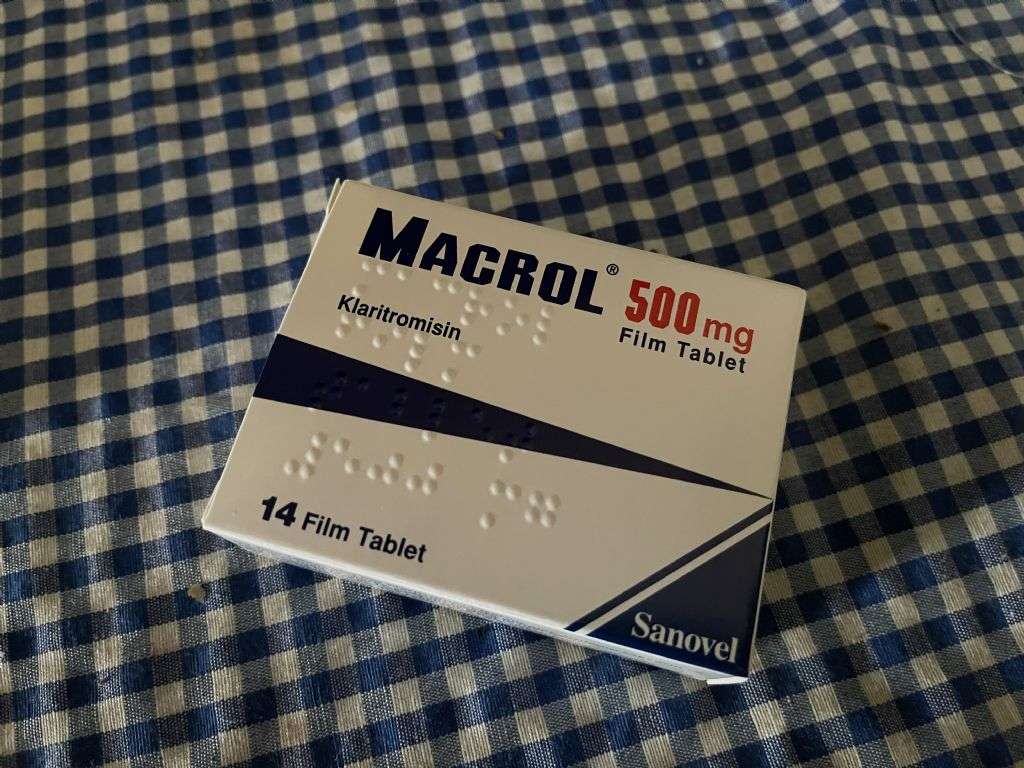 MACROL® 500 mg
Film Tablet
Klaritromisin
14 Film Tablet
Sanovel